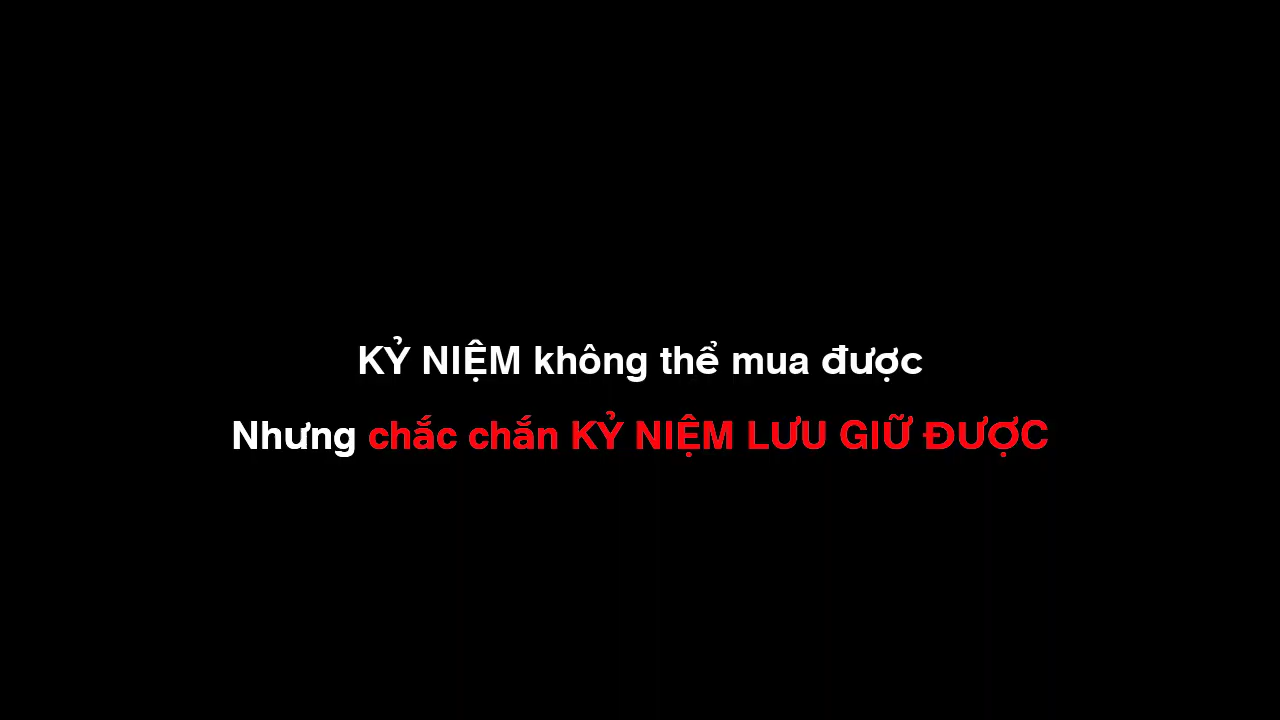 KỶ NIỆM không thể mua được
Nhưng chắc chắn KỶ NIỆM LƯU GIỮ ĐƯỢC